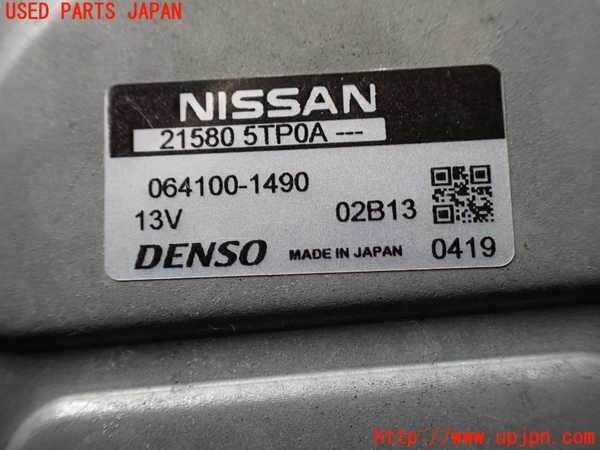 USED PARTS JAPAN
NISSAN
21580 5TP0A ---
064100-1490
13V 02B13
DENSO MADE IN JAPAN 0419
http://www.upjpn.com/